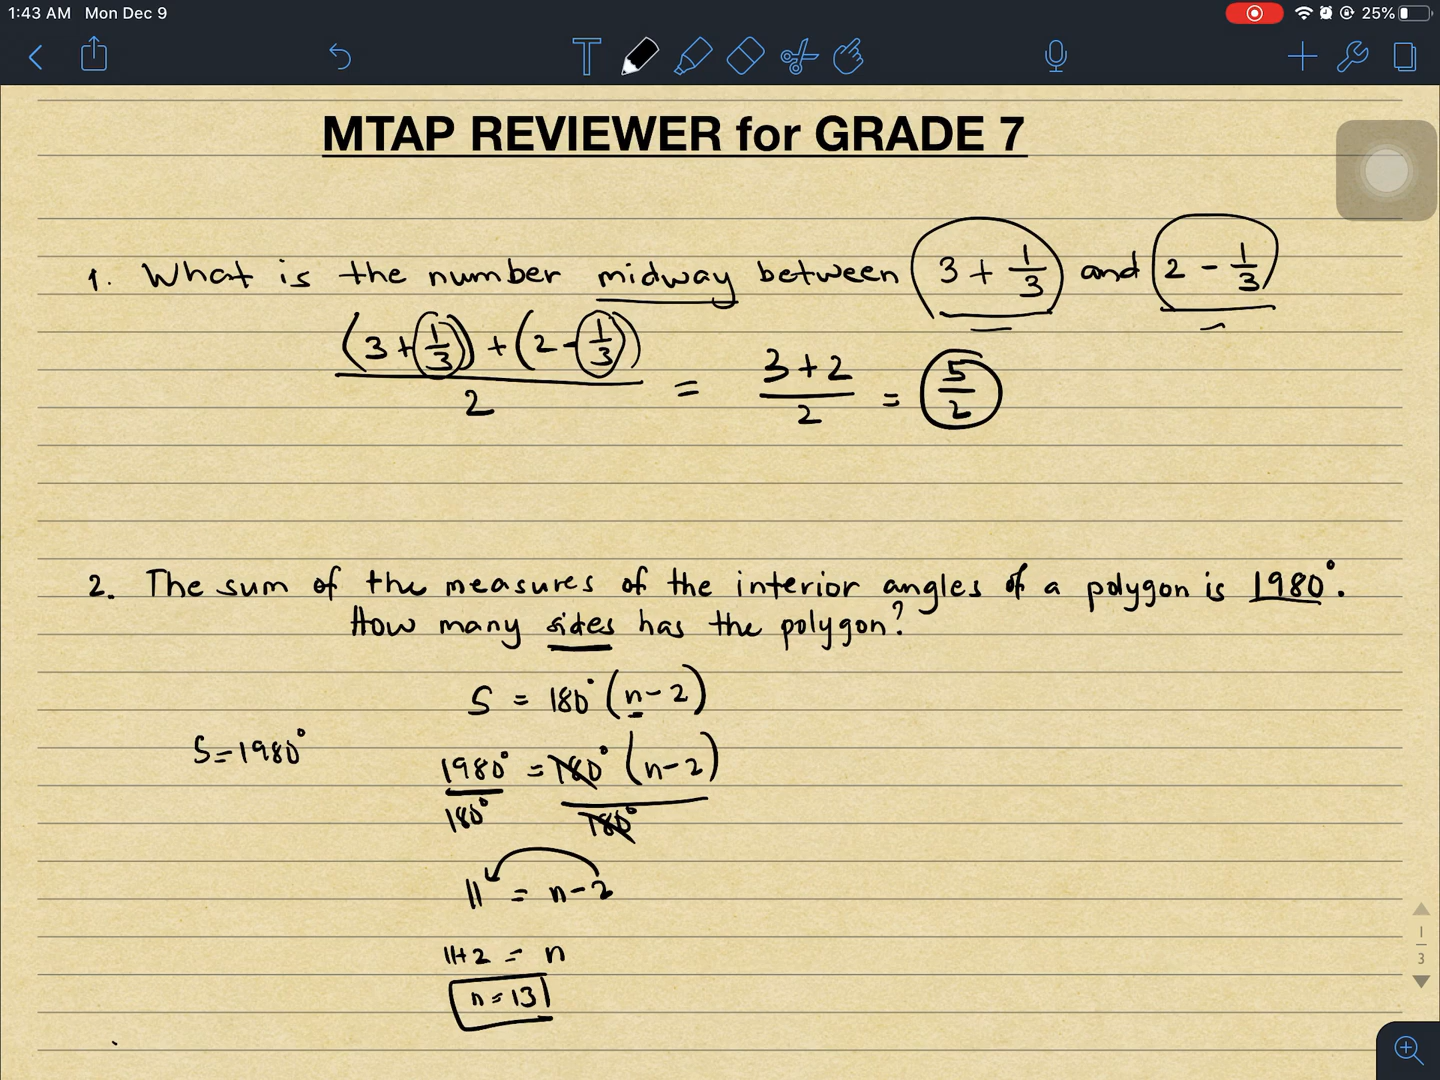 1:43 AM Mon Dec 9 25%
T
MTAP REVIEWER for GRADE 7
1. What is the number midway between 3 + 1/3 and 2 - 1/3
((3 + 1/3) + (2 - 1/3))/2 = (3+2)/2 = 5/2
2. The sum of the measures of the interior angles of a polygon is 1980°.
How many sides has the polygon?
S = 180° (n-2)
S=1980°
1980°/180° = 180° (n-2)/180°
11 = n-2
11+2 = n
n=13
1
3